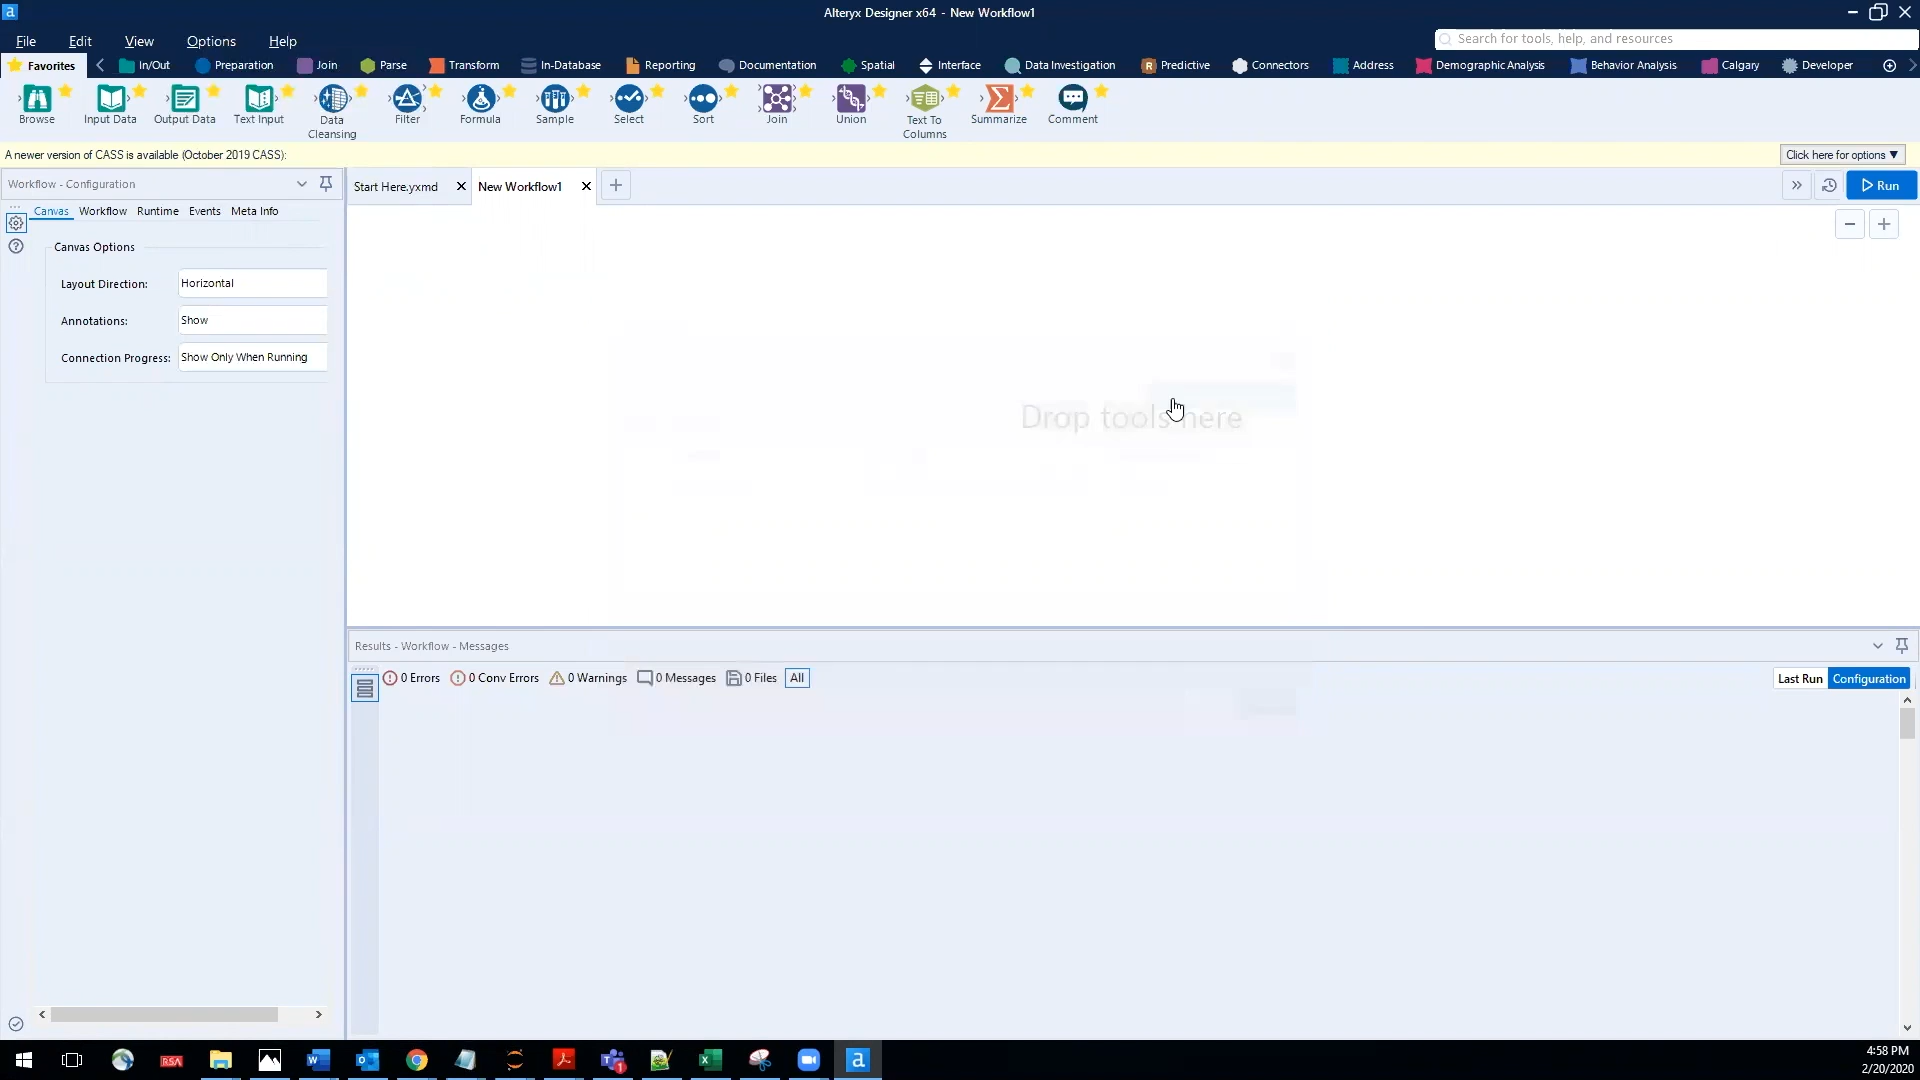 Alteryx Designer x64 - New Workflow1
File Edit View Options Help
Search for tools, help, and resources
Favorites In/Out Preparation Join Parse Transform In-Database Reporting Documentation Spatial Interface Data Investigation Predictive Connectors Address Demographic Analysis Behavior Analysis Calgary Developer
Browse Input Data Output Data Text Input Data Cleansing Filter Formula Sample Select Sort Join Union Text To Columns Summarize Comment
A newer version of CASS is available (October 2019 CASS):
Click here for options ▼
Workflow - Configuration
Start Here.yxmd
New Workflow1
Run
Canvas Workflow Runtime Events Meta Info
Canvas Options
Layout Direction: Horizontal
Annotations: Show
Connection Progress: Show Only When Running
Drop tools here
Results - Workflow - Messages
0 Errors 0 Conv Errors 0 Warnings 0 Messages 0 Files All
Last Run Configuration
RSA
4:58 PM
2/20/2020